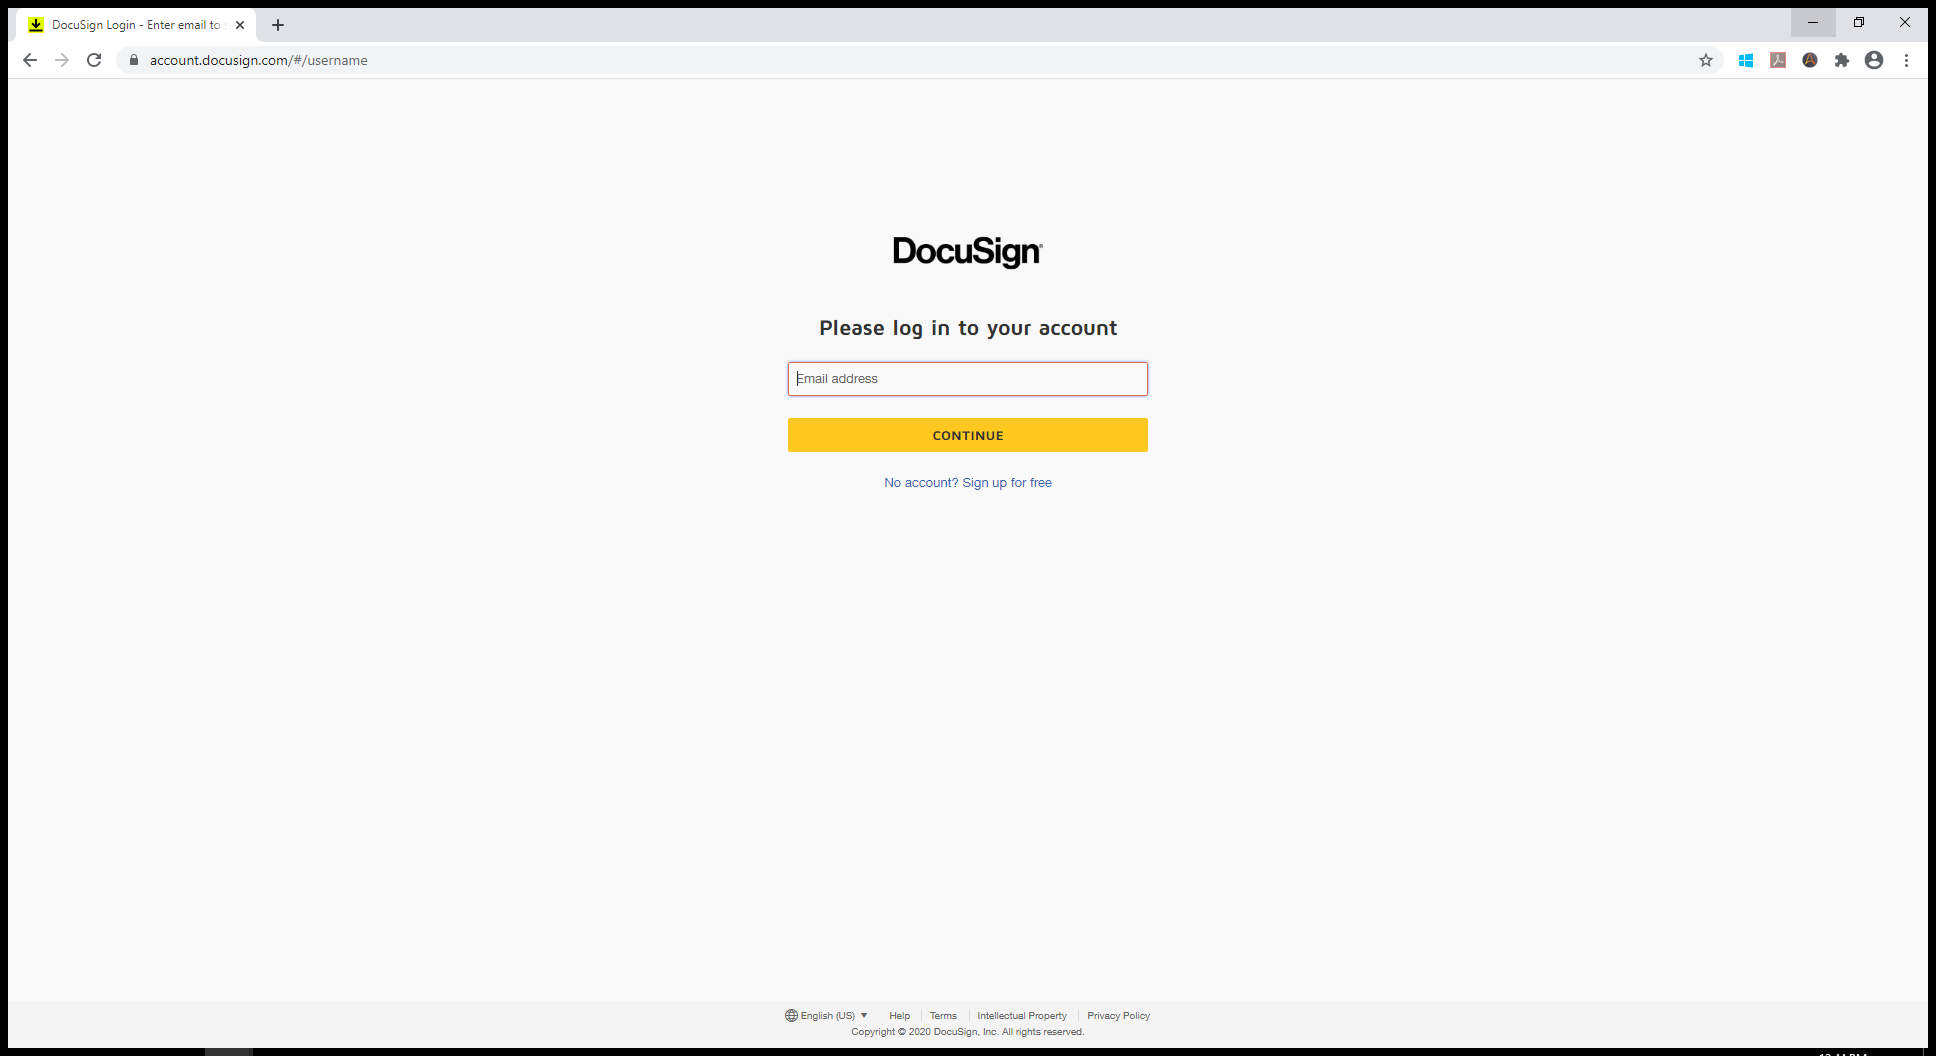 DocuSign Login - Enter email to
account.docusign.com/#/username
DocuSign
Please log in to your account
Email address
CONTINUE
No account? Sign up for free
English (US) Help Terms Intellectual Property Privacy Policy
Copyright © 2020 DocuSign, Inc. All rights reserved.